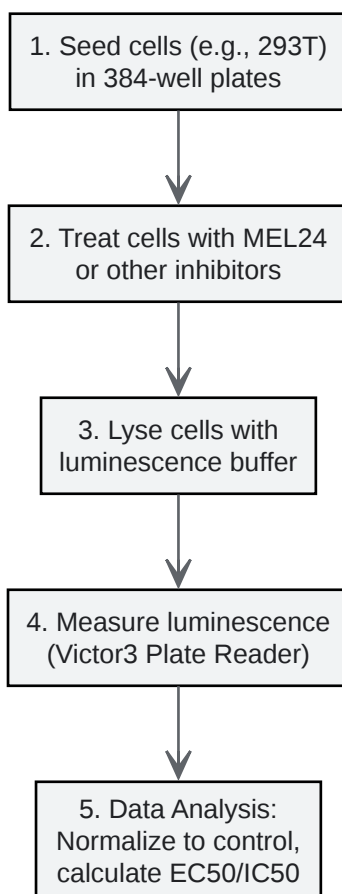 1. Seed cells (e.g., 293T)
in 384-well plates
2. Treat cells with MEL24
or other inhibitors
3. Lyse cells with
luminescence buffer
4. Measure luminescence
(Victor3 Plate Reader)
5. Data Analysis:
Normalize to control,
calculate EC50/IC50